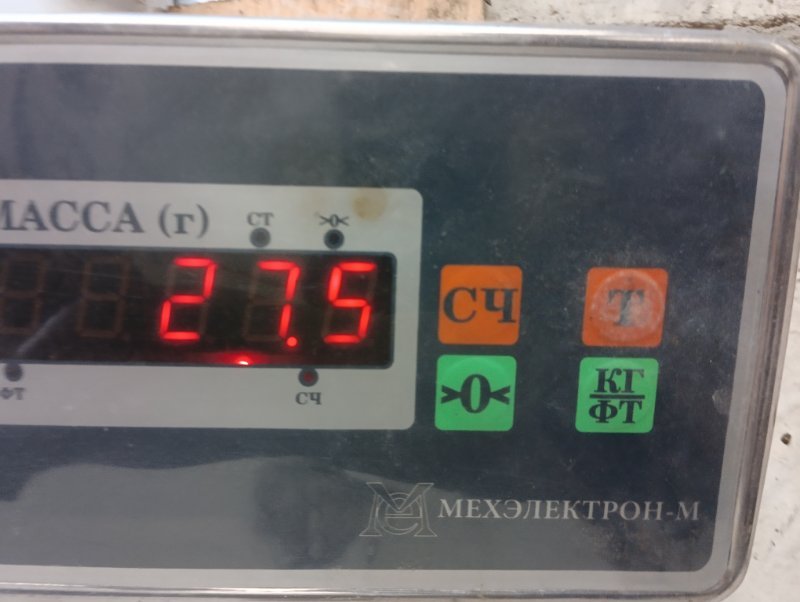 МАССА (г)
СТ
>0<
27.5
ФТ
СЧ
СЧ
Т
>0<
КГ
ФТ
МЕХЭЛЕКТРОН-М